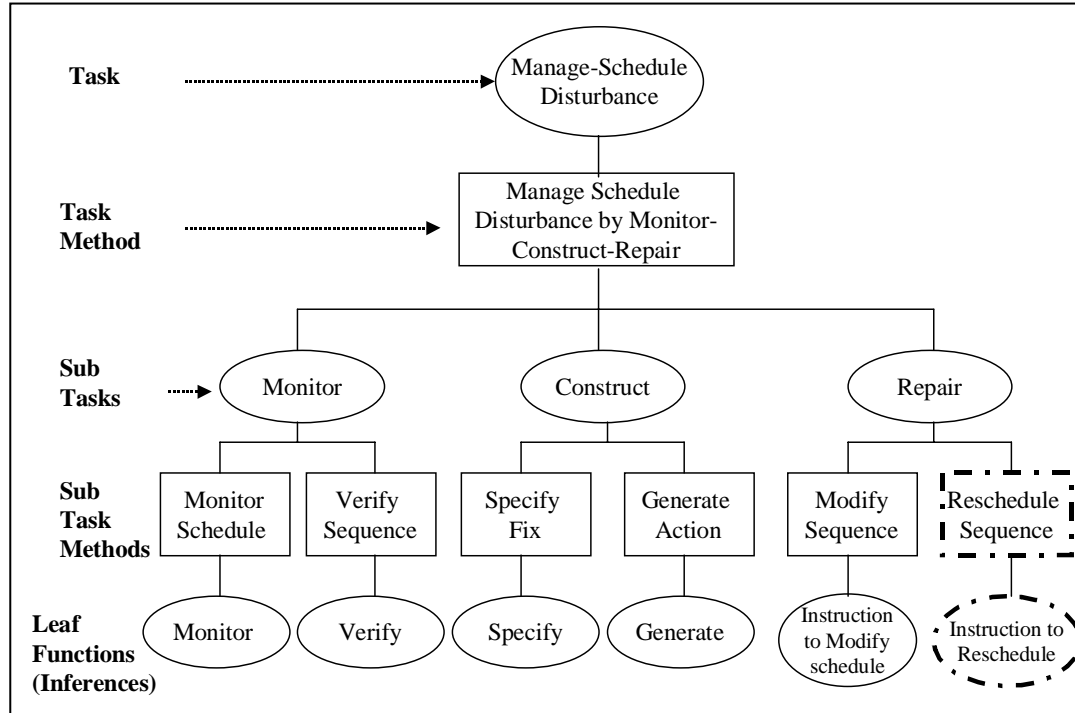 Task
Manage-Schedule
Disturbance
Task
Method
Manage Schedule
Disturbance by Monitor-
Construct-Repair
Sub
Tasks
Monitor
Construct
Repair
Sub
Task
Methods
Monitor
Schedule
Verify
Sequence
Specify
Fix
Generate
Action
Modify
Sequence
Reschedule
Sequence
Leaf
Functions
(Inferences)
Monitor
Verify
Specify
Generate
Instruction
to Modify
schedule
Instruction to
Reschedule